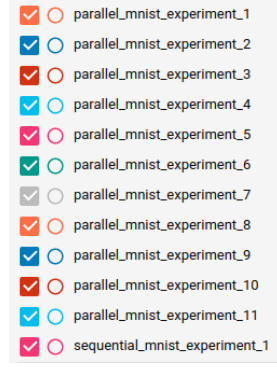 parallel_mnist_experiment_1
parallel_mnist_experiment_2
parallel_mnist_experiment_3
parallel_mnist_experiment_4
parallel_mnist_experiment_5
parallel_mnist_experiment_6
parallel_mnist_experiment_7
parallel_mnist_experiment_8
parallel_mnist_experiment_9
parallel_mnist_experiment_10
parallel_mnist_experiment_11
sequential_mnist_experiment_1